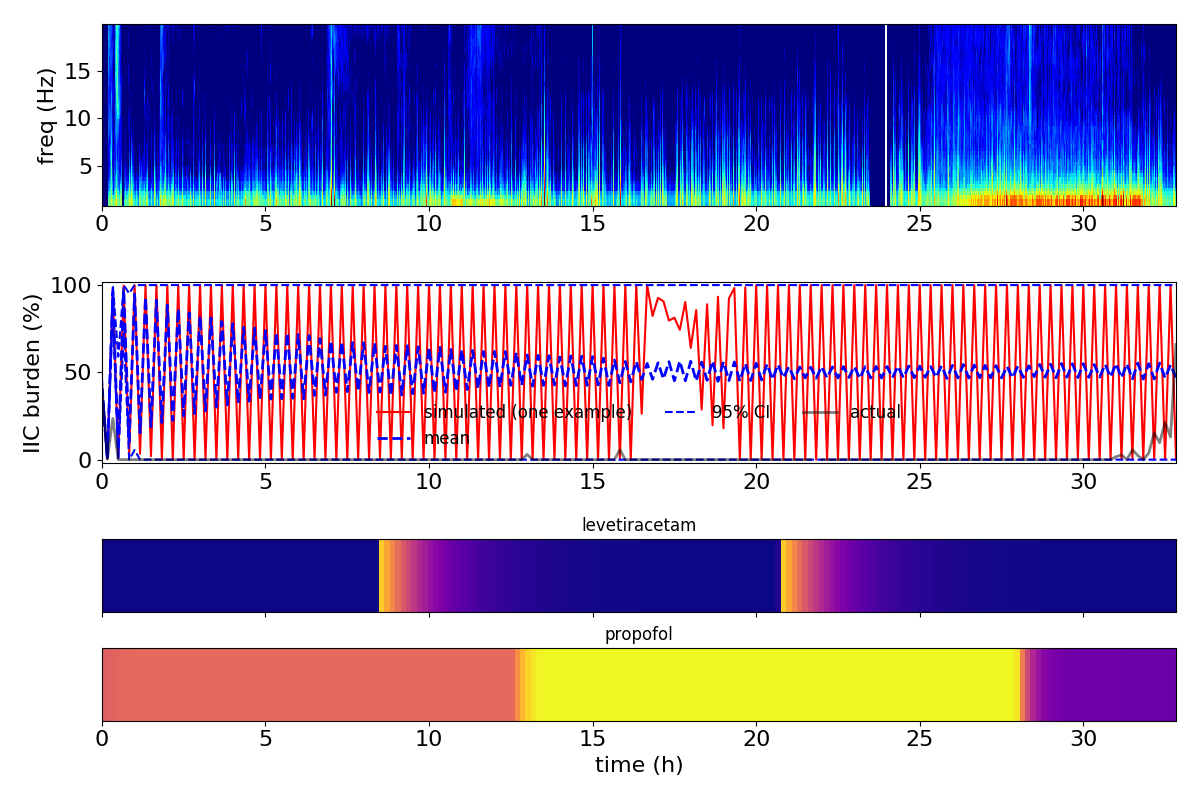 freq (Hz)
15
10
5
0 5 10 15 20 25 30
IIC burden (%)
100
50
0
simulated (one example) 95% CI actual
mean
0 5 10 15 20 25 30
levetiracetam
propofol
0 5 10 15 20 25 30
time (h)